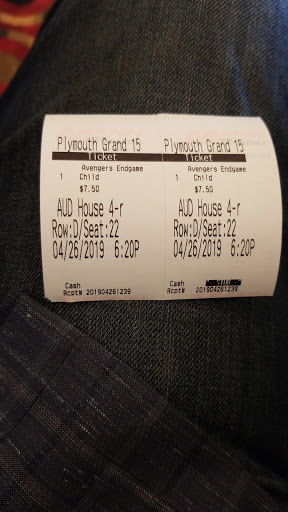 Plymouth Grand 15
Ticket
Avengers Endgame
1 Child
$7.50
AUD House 4-r
Row:D/Seat:22
04/26/2019 6:20P
Cash
Rcpt# 201904261239
Plymouth Grand 15
Ticket
Avengers Endgame
1 Child
$7.50
AUD House 4-r
Row:D/Seat:22
04/26/2019 6:20P
Cash STUB
Rcpt# 201904261239